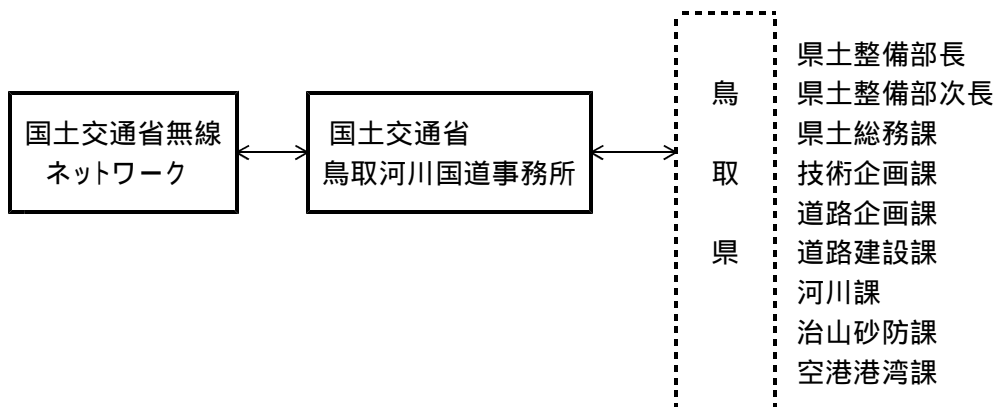 国土交通省無線
ネットワーク
国土交通省
鳥取河川国道事務所
鳥
取
県
県土整備部長
県土整備部次長
県土総務課
技術企画課
道路企画課
道路建設課
河川課
治山砂防課
空港港湾課